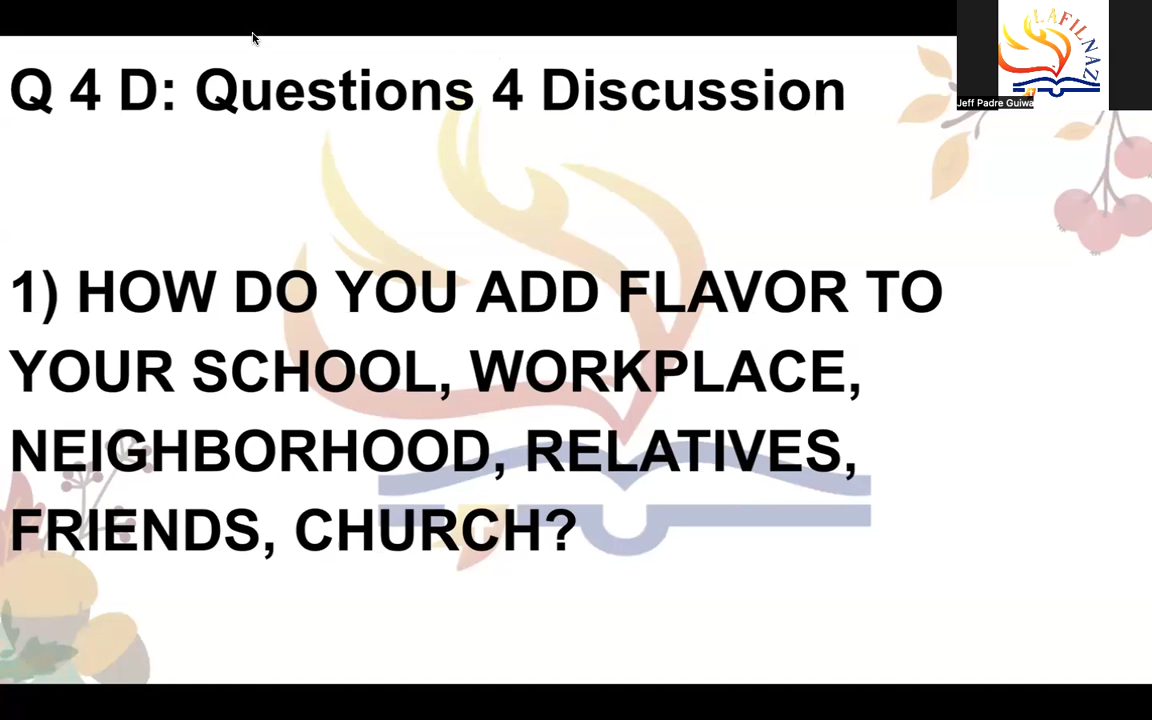 LAFILNAZ
Jeff Padre Guiwa
Q 4 D: Questions 4 Discussion
1) HOW DO YOU ADD FLAVOR TO
YOUR SCHOOL, WORKPLACE,
NEIGHBORHOOD, RELATIVES,
FRIENDS, CHURCH?